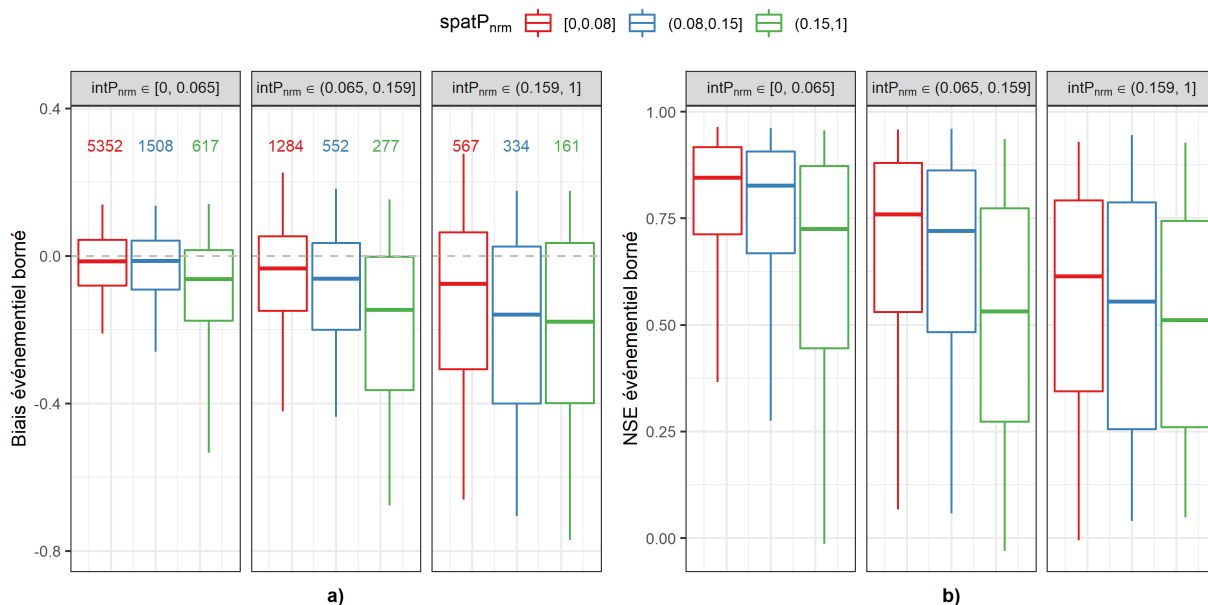 spatPnrm [0,0.08] (0.08,0.15] (0.15,1]
intPnrm ∈ [0, 0.065] intPnrm ∈ (0.065, 0.159] intPnrm ∈ (0.159, 1]
5352 1508 617 1284 552 277 567 334 161
0.4
0.0
-0.4
-0.8
Biais événementiel borné
a)
intPnrm ∈ [0, 0.065] intPnrm ∈ (0.065, 0.159] intPnrm ∈ (0.159, 1]
1.00
0.75
0.50
0.25
0.00
NSE événementiel borné
b)